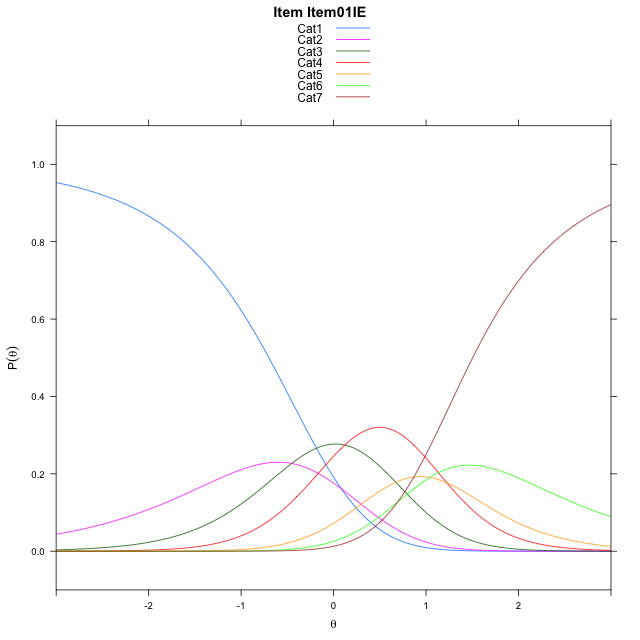 Item Item01IE
Cat1
Cat2
Cat3
Cat4
Cat5
Cat6
Cat7
1.0
0.8
0.6
0.4
0.2
0.0
P(θ)
-2 -1 0 1 2
θ